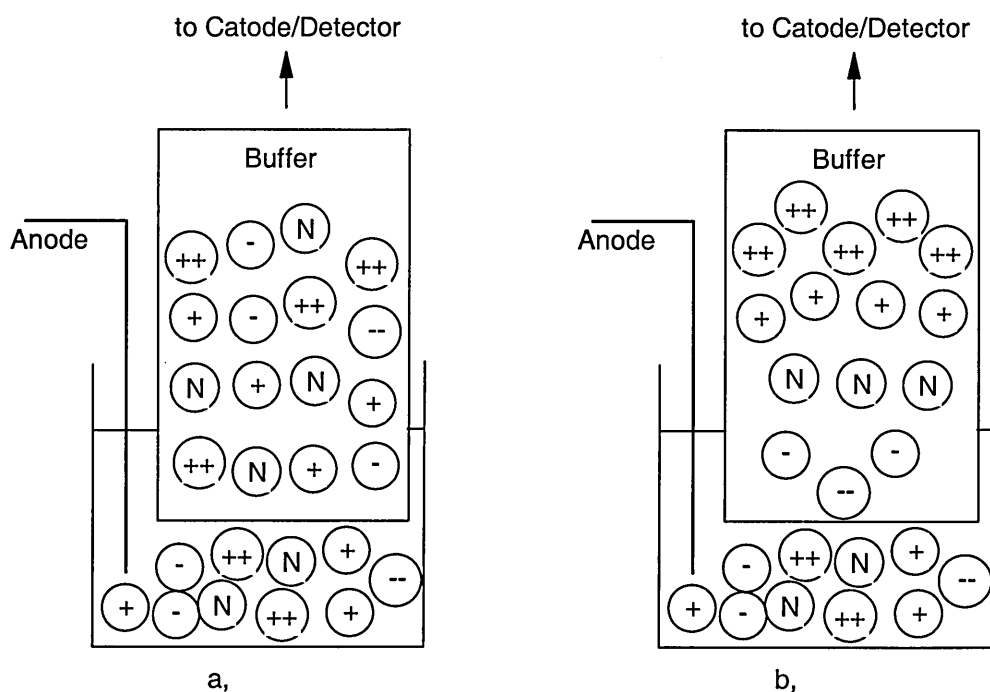 to Catode/Detector
Buffer
Anode
++ - N ++
+ - ++ --
N + N +
++ N + -
- ++ N + --
+ - N ++ +
a,
to Catode/Detector
Buffer
Anode
++ ++
++ ++ ++
+ + + +
N N N
- -
--
- ++ N + --
+ - N ++ +
b,